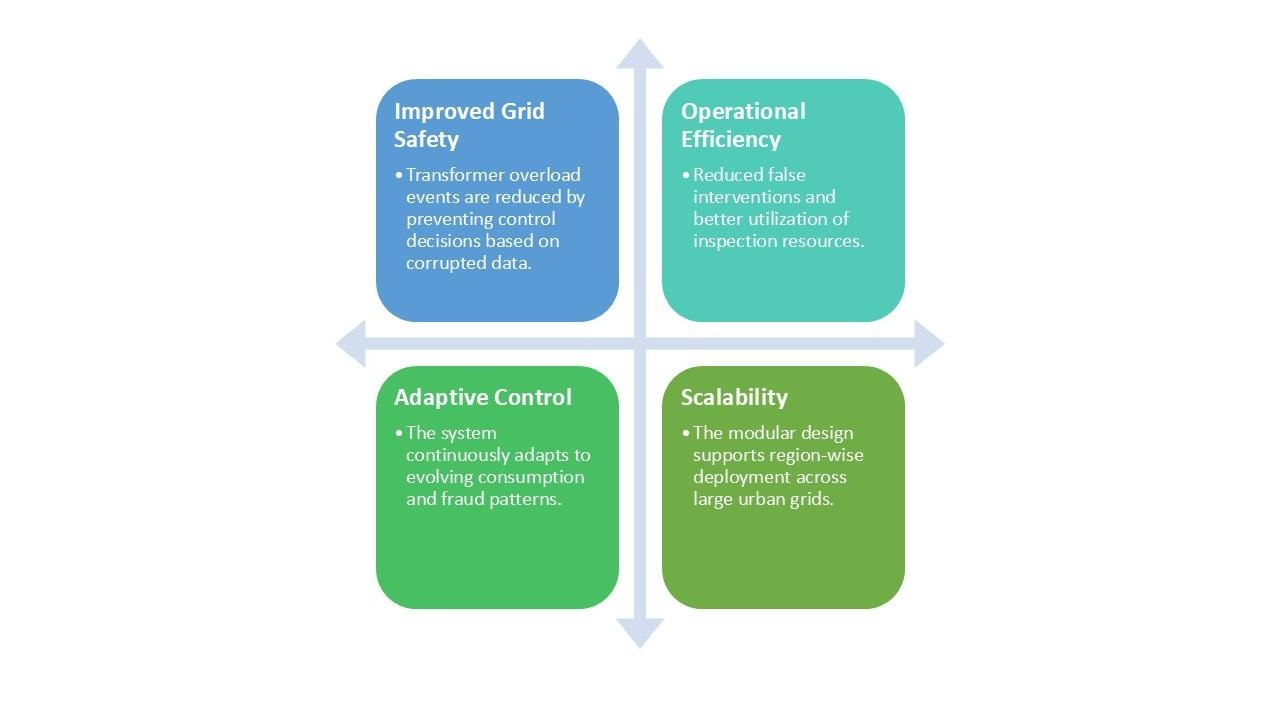 Improved Grid
Safety
• Transformer overload
events are reduced by
preventing control
decisions based on
corrupted data.
Operational
Efficiency
• Reduced false
interventions and
better utilization of
inspection resources.
Adaptive Control
• The system
continuously adapts to
evolving consumption
and fraud patterns.
Scalability
• The modular design
supports region-wise
deployment across
large urban grids.